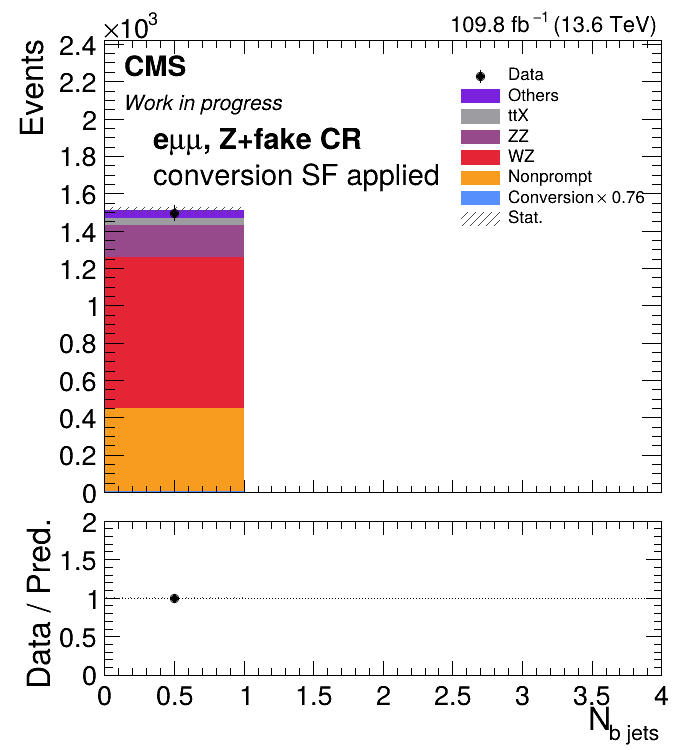 ×10³
109.8 fb⁻¹ (13.6 TeV)
Events
2.4
2.2
2
1.8
1.6
1.4
1.2
1
0.8
0.6
0.4
0.2
0
CMS
Work in progress
eμμ, Z+fake CR
conversion SF applied
Data
Others
ttX
ZZ
WZ
Nonprompt
Conversion × 0.76
Stat.
Data / Pred.
2
1.5
1
0.5
0
0 0.5 1 1.5 2 2.5 3 3.5 4
N_b jets